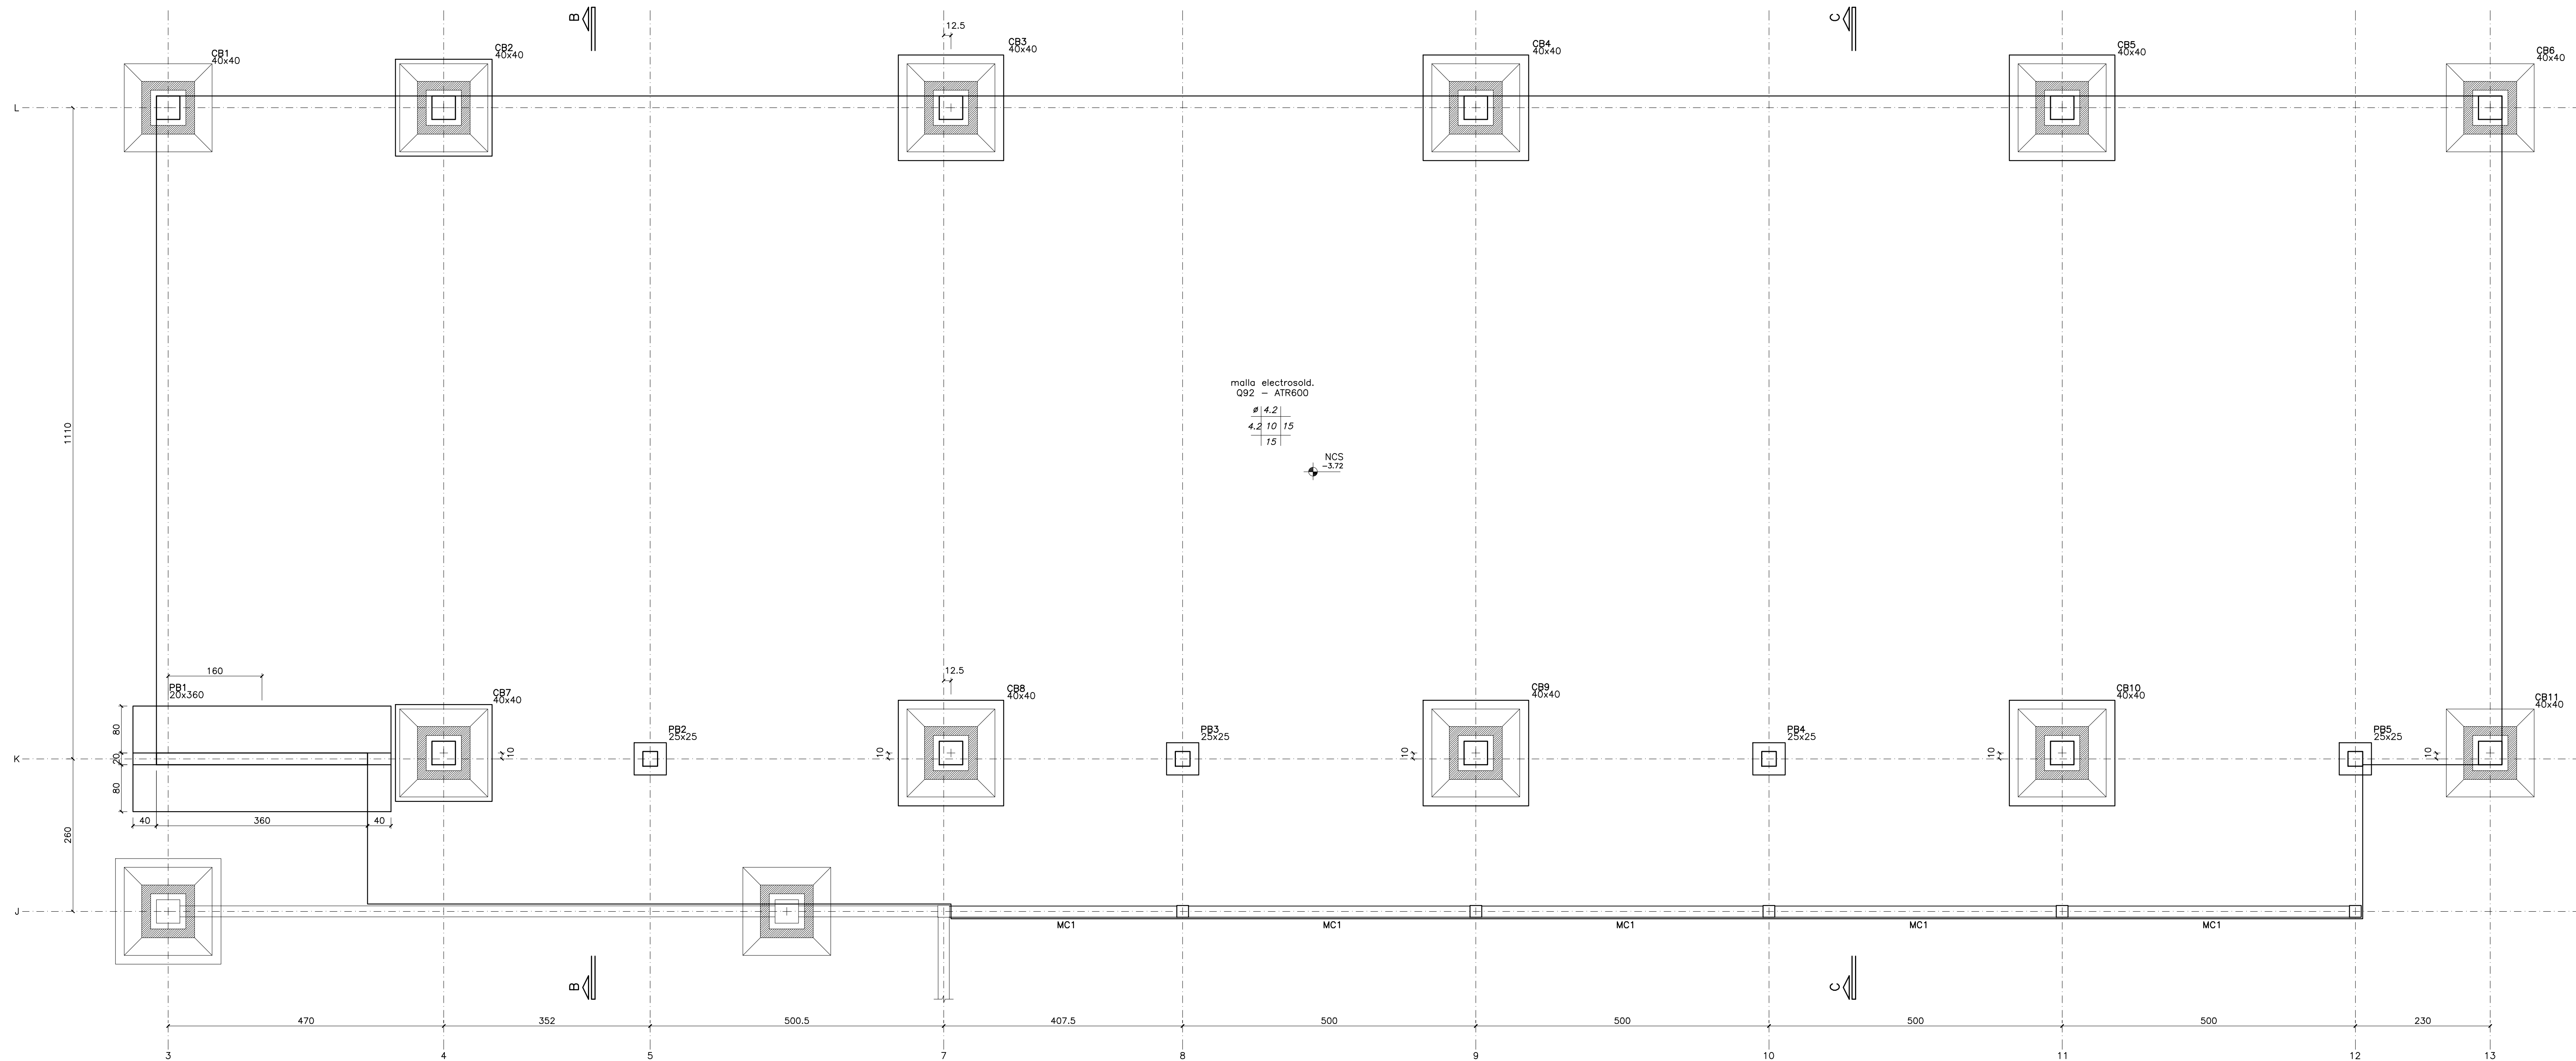 B
C
12.5
CB1
40x40
CB2
40x40
CB3
40x40
CB4
40x40
CB5
40x40
CB6
40x40
L
malla electrosold.
Q92 - ATR600
ø 4.2
4.2 10 15
15
NCS
-3.72
1110
160
12.5
PB1
20x360
CB7
40x40
CB8
40x40
CB9
40x40
CB10
40x40
CB11
40x40
80
20
80
10
PB2
25x25
10
PB3
25x25
10
PB4
25x25
10
PB5
25x25
10
K
40
360
40
260
J
MC1
MC1
MC1
MC1
MC1
B
C
470
352
500.5
407.5
500
500
500
500
230
3
4
5
7
8
9
10
11
12
13